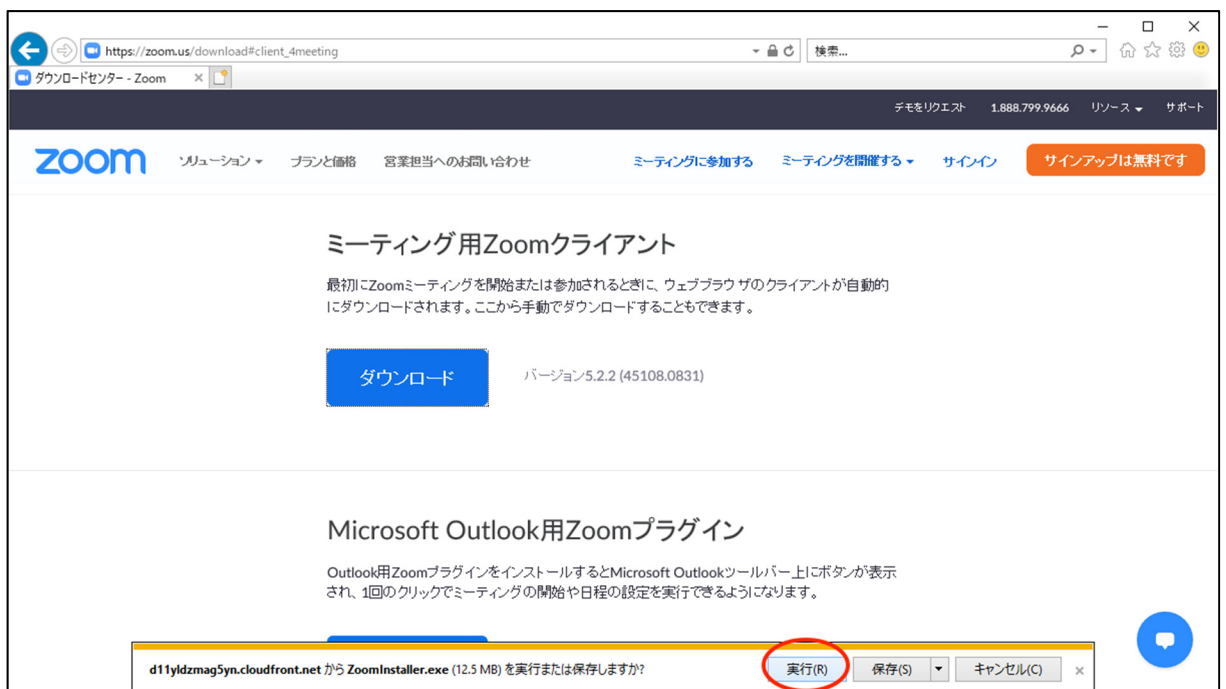 https://zoom.us/download#client_4meeting
検索...
ダウンロードセンター - Zoom
デモをリクエスト 1.888.799.9666 リソース サポート
zoom ソリューション プランと価格 営業担当へのお問い合わせ ミーティングに参加する ミーティングを開催する サインイン サインアップは無料です
ミーティング用Zoomクライアント
最初にZoomミーティングを開始または参加されるときに、ウェブブラウザのクライアントが自動的
にダウンロードされます。ここから手動でダウンロードすることもできます。
ダウンロード バージョン5.2.2 (45108.0831)
Microsoft Outlook用Zoomプラグイン
Outlook用ZoomプラグインをインストールするとMicrosoft Outlookツールバー上にボタンが表示
され、1回のクリックでミーティングの開始や日程の設定を実行できるようになります。
d11yldzmag5yn.cloudfront.net から ZoomInstaller.exe (12.5 MB) を実行または保存しますか? 実行(R) 保存(S) キャンセル(C)